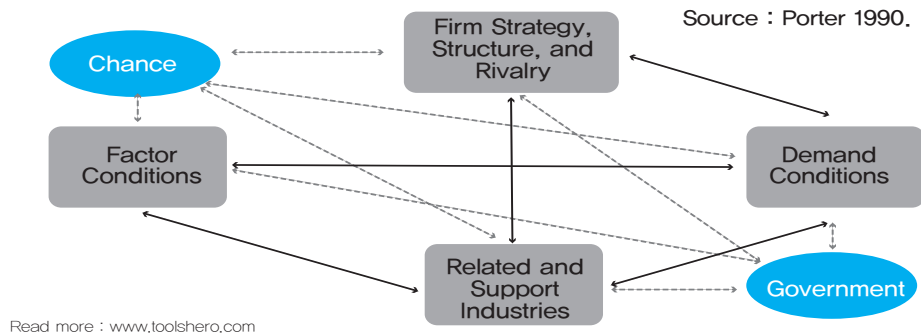 Source : Porter 1990.
Firm Strategy,
Structure, and
Rivalry
Chance
Factor
Conditions
Demand
Conditions
Related and
Support
Industries
Government
Read more : www.toolshero.com